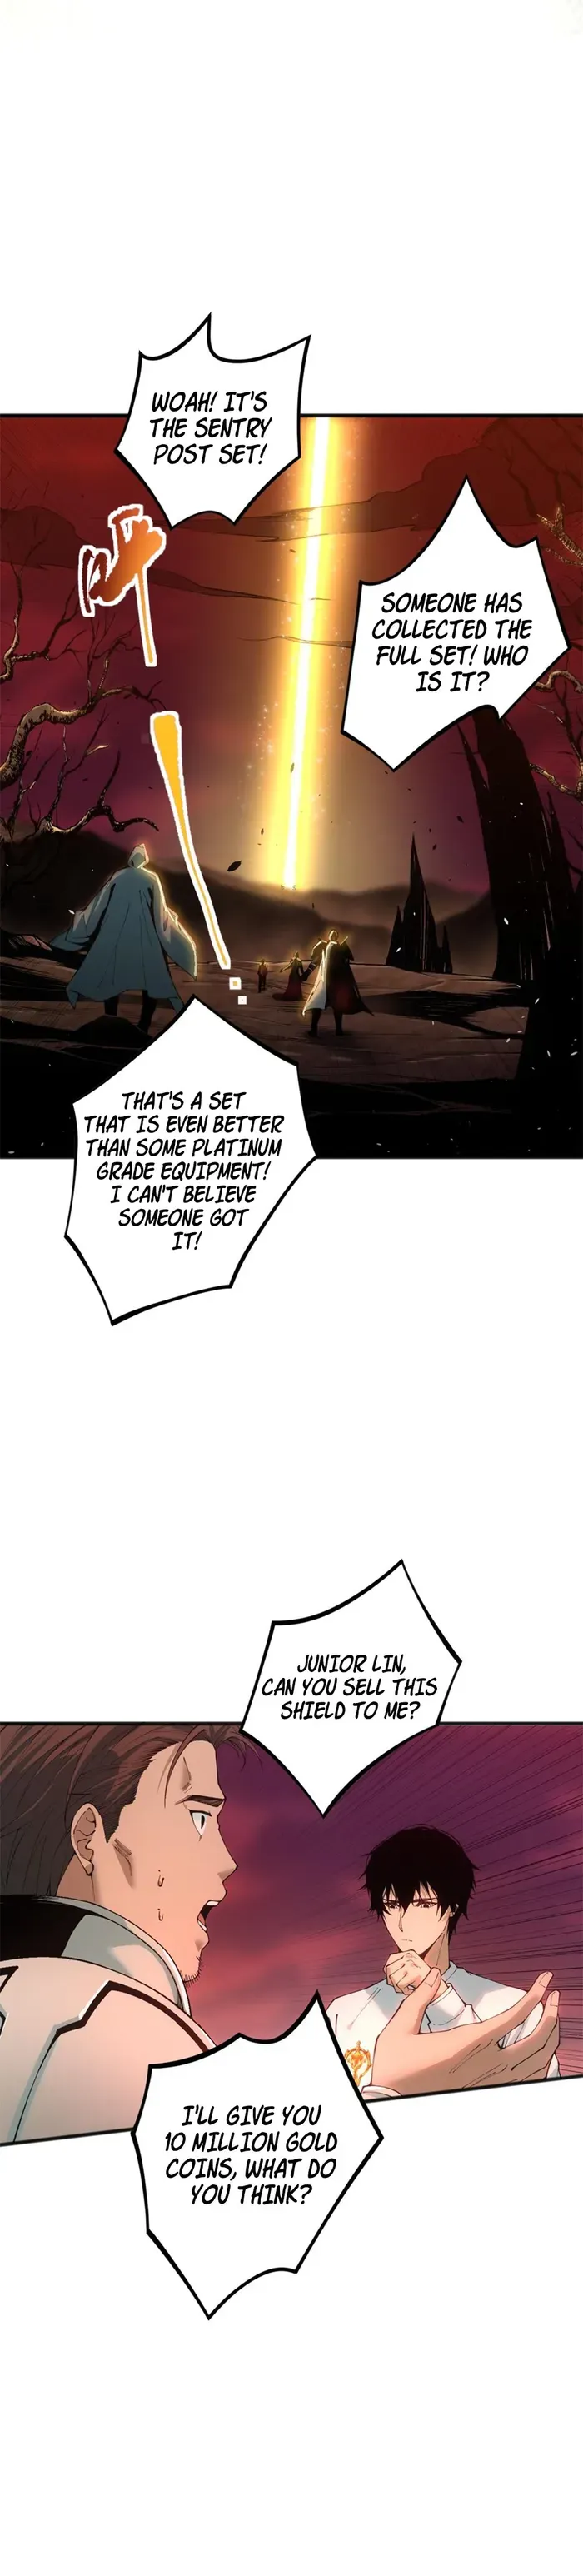 WOAH! IT'S
THE SENTRY
POST SET!
SOMEONE HAS
COLLECTED THE
FULL SET! WHO
IS IT?
THAT'S A SET
THAT IS EVEN BETTER
THAN SOME PLATINUM
GRADE EQUIPMENT!
I CAN'T BELIEVE
SOMEONE GOT
IT!
JUNIOR LIN,
CAN YOU SELL THIS
SHIELD TO ME?
I'LL GIVE YOU
10 MILLION GOLD
COINS, WHAT DO
YOU THINK?